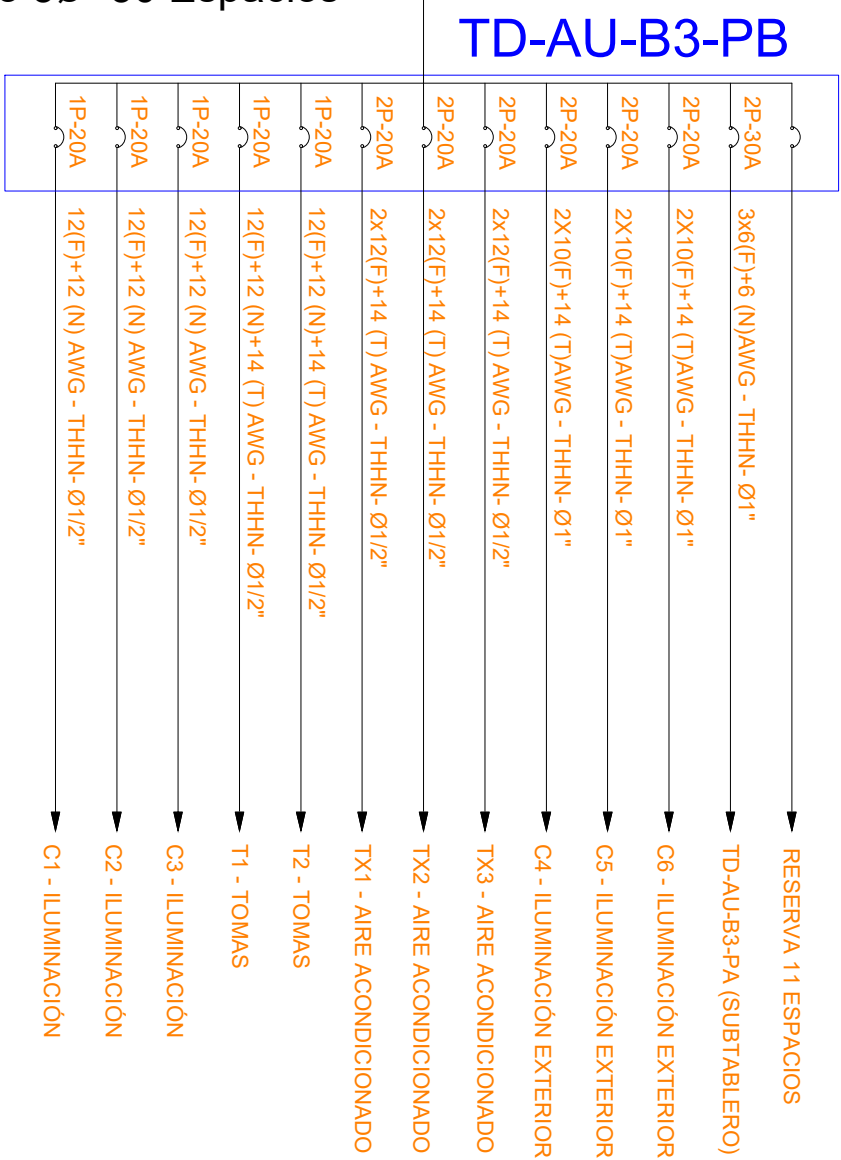 30 Espacios
TD-AU-B3-PB
1P-20A
12(F)+12 (N) AWG - THHN- Ø1/2"
C1 - ILUMINACIÓN
1P-20A
12(F)+12 (N) AWG - THHN- Ø1/2"
C2 - ILUMINACIÓN
1P-20A
12(F)+12 (N) AWG - THHN- Ø1/2"
C3 - ILUMINACIÓN
1P-20A
12(F)+12 (N)+14 (T) AWG - THHN- Ø1/2"
T1 - TOMAS
1P-20A
12(F)+12 (N)+14 (T) AWG - THHN- Ø1/2"
T2 - TOMAS
2P-20A
2x12(F)+14 (T) AWG - THHN- Ø1/2"
TX1 - AIRE ACONDICIONADO
2P-20A
2x12(F)+14 (T) AWG - THHN- Ø1/2"
TX2 - AIRE ACONDICIONADO
2P-20A
2x12(F)+14 (T) AWG - THHN- Ø1/2"
TX3 - AIRE ACONDICIONADO
2P-20A
2X10(F)+14 (T)AWG - THHN- Ø1"
C4 - ILUMINACIÓN EXTERIOR
2P-20A
2X10(F)+14 (T)AWG - THHN- Ø1"
C5 - ILUMINACIÓN EXTERIOR
2P-20A
2X10(F)+14 (T)AWG - THHN- Ø1"
C6 - ILUMINACIÓN EXTERIOR
2P-30A
3x6(F)+6 (N)AWG - THHN- Ø1"
TD-AU-B3-PA (SUBTABLERO)
RESERVA 11 ESPACIOS